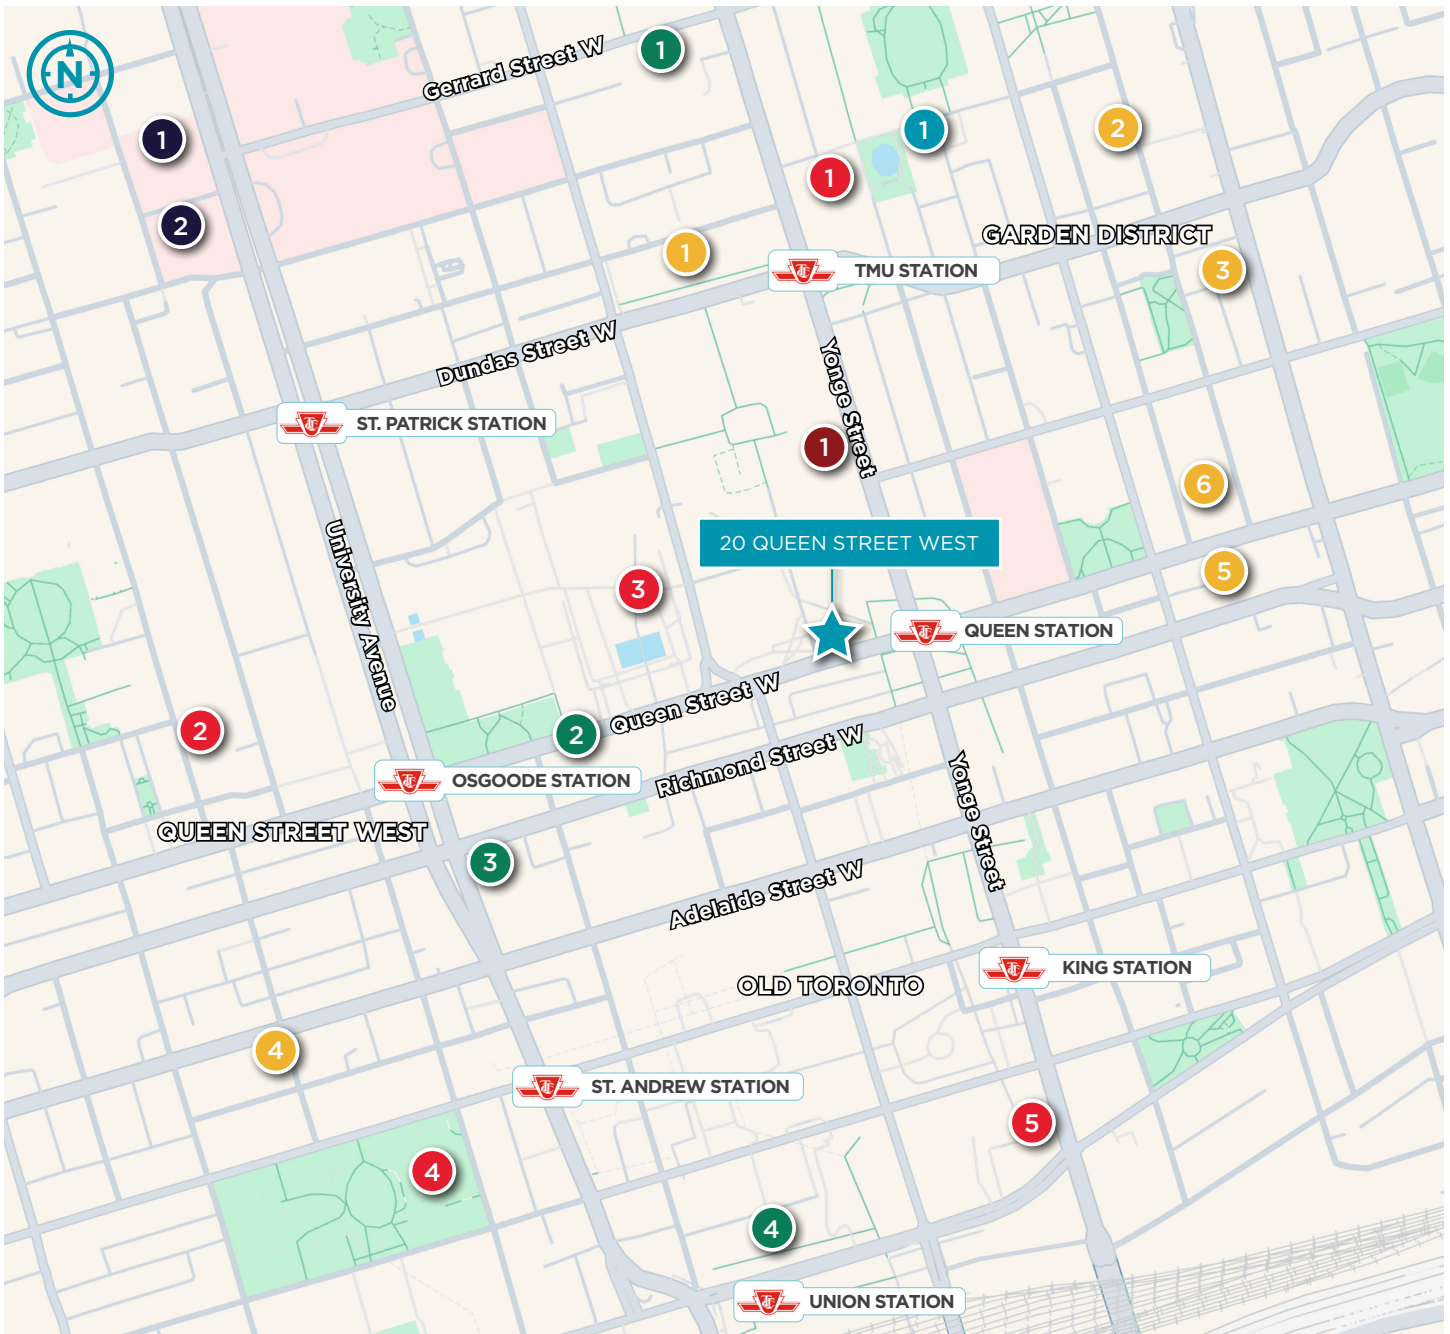 N
Gerrard Street W
1
1
1
2
1
1
2
GARDEN DISTRICT
1
TMU STATION
3
Dundas Street W
Yonge Street
ST. PATRICK STATION
1
6
University Avenue
20 QUEEN STREET WEST
5
3
QUEEN STATION
Queen Street W
2
2
Richmond Street W
OSGOODE STATION
Yonge Street
QUEEN STREET WEST
3
Adelaide Street W
KING STATION
OLD TORONTO
4
ST. ANDREW STATION
5
4
4
UNION STATION